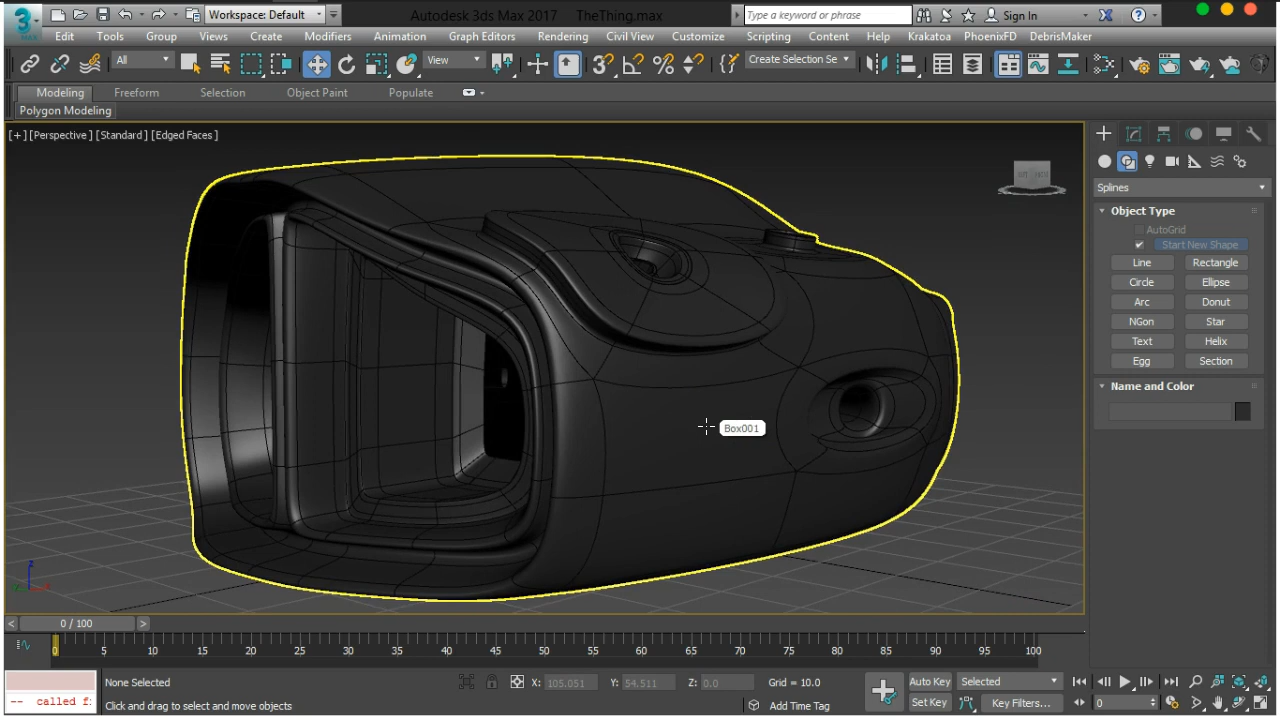 Workspace: Default
Autodesk 3ds Max 2017 TheThing.max
Type a keyword or phrase
Sign In
3
MAX
Edit Tools Group Views Create Modifiers Animation Graph Editors Rendering Civil View Customize Scripting Content Help Krakatoa PhoenixFD DebrisMaker
All
View
Create Selection Se
Modeling Freeform Selection Object Paint Populate
Polygon Modeling
[+] [Perspective] [Standard] [Edged Faces]
Splines
Object Type
AutoGrid
Start New Shape
Line Rectangle
Circle Ellipse
Arc Donut
NGon Star
Text Helix
Egg Section
Name and Color
Box001
z
x
< 0 / 100 >
0 5 10 15 20 25 30 35 40 45 50 55 60 65 70 75 80 85 90 95 100
None Selected
X: 105.051 Y: 54.511 Z: 0.0 Grid = 10.0
Auto Key Selected
-- called f:
Click and drag to select and move objects
Add Time Tag
Set Key Key Filters...
0